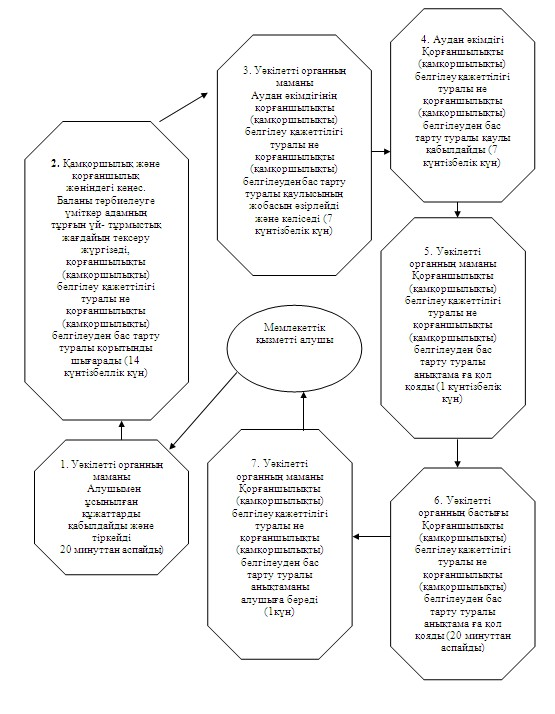 4. Аудан әкімдігі
Қорғаншылықты
(қамқоршылықты)
белгілеу қажеттілігі
туралы не
қорғаншылықты
(қамқоршылықты)
белгілеуден бас
тарту туралы қаулы
қабылдайды (7
күнтізбелік күн)
3. Уәкілетті органның
маманы
Аудан әкімдігінің
қорғаншылықты
(қамқоршылықты)
белгілеу қажеттілігі
туралы не
қорғаншылықты
(қамқоршылықты)
белгілеуден бас тарту
туралы қаулысының
жобасын әзірлейді
және келіседі (7
күнтізбелік күн)
2. Қамқоршылық және
қорғаншылық
жөніндегі кеңес.
Баланы тәрбиелеуге
үміткер адамның
тұрғын үй- тұрмыстық
жағдайын тексеру
жүргізеді,
қорғаншылықты
(қамқоршылықты)
белгілеу қажеттілігі
туралы не
қорғаншылықты
(қамқоршылықты)
белгілеуден бас тарту
туралы қорытынды
шығарады (14
күнтізбеллік күн)
5. Уәкілетті
органның маманы
Қорғаншылықты
(қамқоршылықты)
белгілеу қажеттілігі
туралы не
қорғаншылықты
(қамқоршылықты)
белгілеуден бас
тарту туралы
анықтама ға қол
қояды (1 күнтізбелік
күн)
Мемлекеттік
қызметті алушы
1. Уәкілетті органның
маманы
Алушымен
ұсынылған
құжаттарды
қабылдайды және
тіркейді
20 минуттан аспайды)
7. Уәкілетті
органның маманы
Қорғаншылықты
(қамқоршылықты)
белгілеу қажеттілігі
туралы не
қорғаншылықты
(қамқоршылықты)
белгілеуден бас
тарту туралы
анықтаманы
алушыға береді
(1күн)
6. Уәкілетті
органның бастығы
Қорғаншылықты
(қамқоршылықты)
белгілеу қажеттілігі
туралы не
қорғаншылықты
(қамқоршылықты)
белгілеуден бас
тарту туралы
анықтама ға қол
қояды (20 минуттан
аспайды)